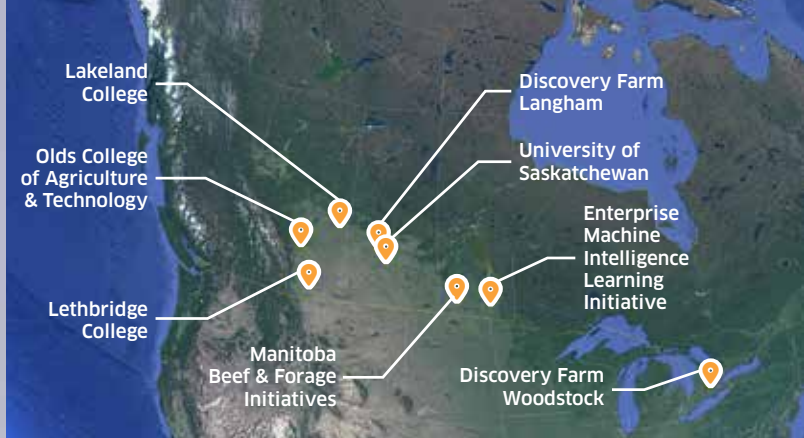 Lakeland
College
Olds College
of Agriculture
& Technology
Lethbridge
College
Manitoba
Beef & Forage
Initiatives
Discovery Farm
Langham
University of
Saskatchewan
Enterprise
Machine
Intelligence
Learning
Initiative
Discovery Farm
Woodstock